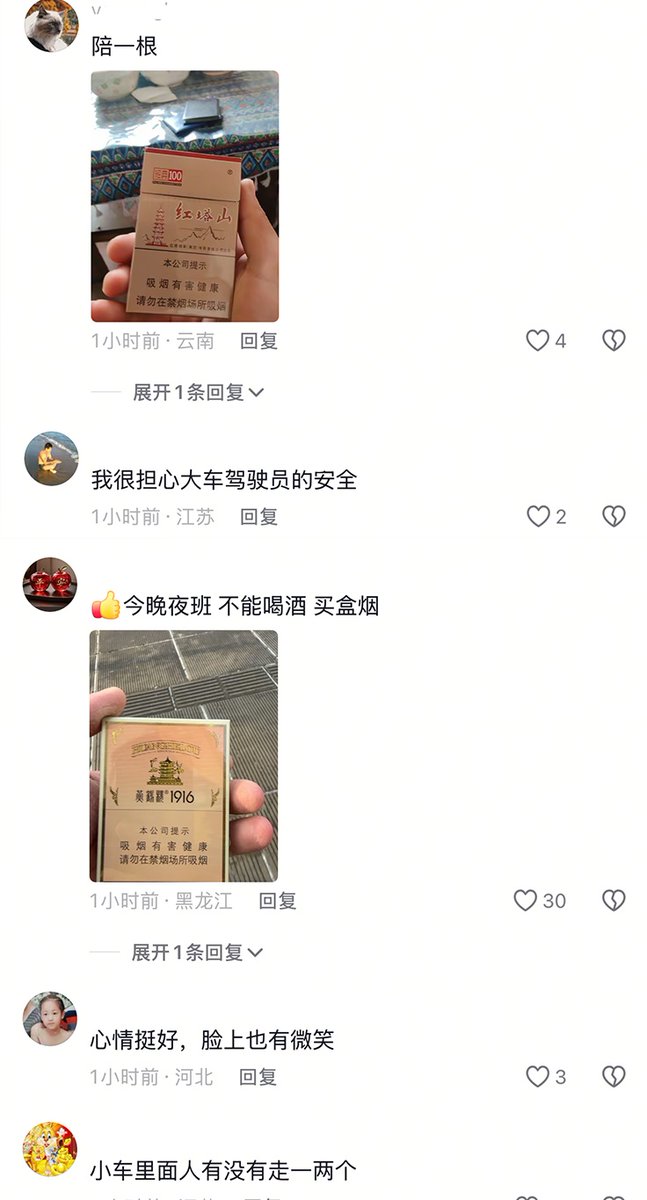 陪一根
经典100
®
红塔山
本公司提示
吸烟有害健康
请勿在禁烟场所吸烟
1小时前 · 云南 回复
4
展开1条回复
我很担心大车驾驶员的安全
1小时前 · 江苏 回复
2
👍今晚夜班 不能喝酒 买盒烟
HUANGHELOU
黄鹤楼® 1916
本公司提示
吸烟有害健康
请勿在禁烟场所吸烟
1小时前 · 黑龙江 回复
30
展开1条回复
心情挺好，脸上也有微笑
1小时前 · 河北 回复
3
小车里面人有没有走一两个